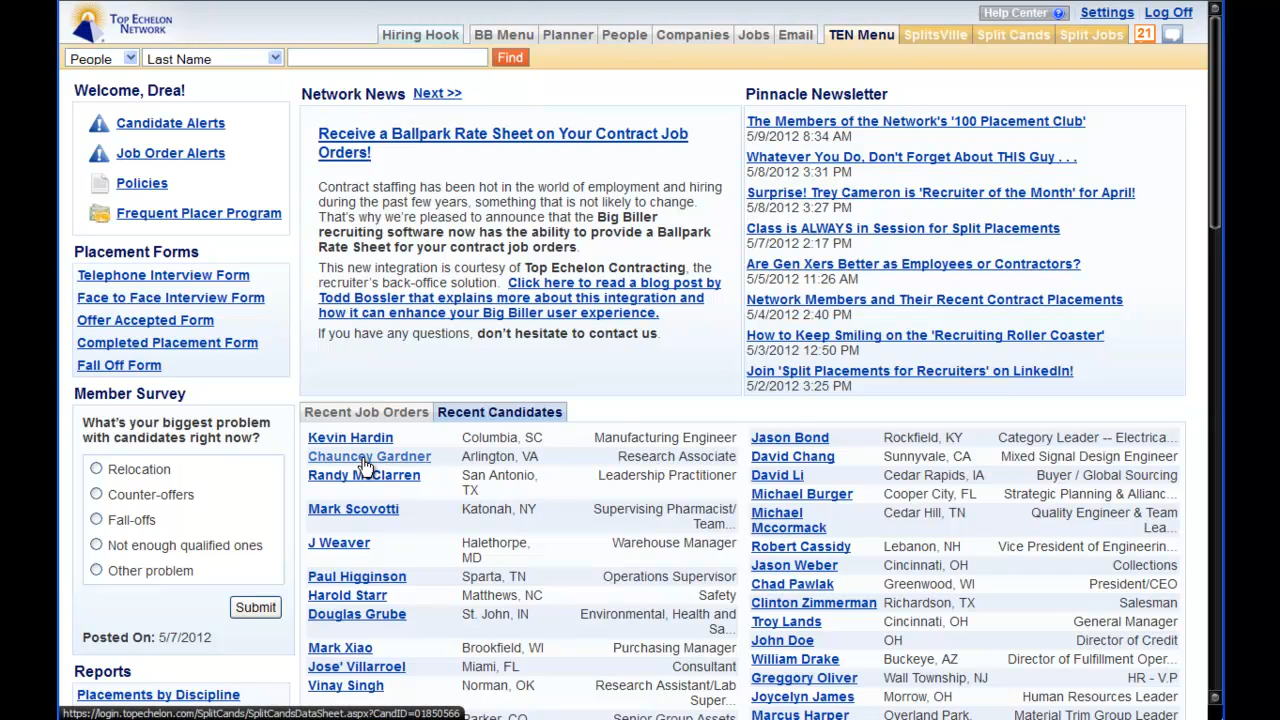 TOP ECHELON
NETWORK
Help Center
Settings
Log Off
Hiring Hook
BB Menu
Planner
People
Companies
Jobs
Email
TEN Menu
SplitsVille
Split Cands
Split Jobs
21
People
Last Name
Find
Welcome, Drea!
Candidate Alerts
Job Order Alerts
Policies
Frequent Placer Program
Placement Forms
Telephone Interview Form
Face to Face Interview Form
Offer Accepted Form
Completed Placement Form
Fall Off Form
Member Survey
What's your biggest problem
with candidates right now?
Relocation
Counter-offers
Fall-offs
Not enough qualified ones
Other problem
Submit
Posted On: 5/7/2012
Reports
Placements by Discipline
Network News Next >>
Receive a Ballpark Rate Sheet on Your Contract Job
Orders!
Contract staffing has been hot in the world of employment and hiring
during the past few years, something that is not likely to change.
That's why we're pleased to announce that the Big Biller
recruiting software now has the ability to provide a Ballpark
Rate Sheet for your contract job orders.
This new integration is courtesy of Top Echelon Contracting, the
recruiter's back-office solution. Click here to read a blog post by
Todd Bossler that explains more about this integration and
how it can enhance your Big Biller user experience.
If you have any questions, don't hesitate to contact us.
Pinnacle Newsletter
The Members of the Network's '100 Placement Club'
5/9/2012 8:34 AM
Whatever You Do, Don't Forget About THIS Guy . . .
5/8/2012 3:31 PM
Surprise! Trey Cameron is 'Recruiter of the Month' for April!
5/8/2012 3:27 PM
Class is ALWAYS in Session for Split Placements
5/7/2012 2:17 PM
Are Gen Xers Better as Employees or Contractors?
5/5/2012 11:26 AM
Network Members and Their Recent Contract Placements
5/4/2012 2:40 PM
How to Keep Smiling on the 'Recruiting Roller Coaster'
5/3/2012 12:50 PM
Join 'Split Placements for Recruiters' on LinkedIn!
5/2/2012 3:25 PM
Recent Job Orders
Recent Candidates
Kevin Hardin Columbia, SC Manufacturing Engineer
Chauncey Gardner Arlington, VA Research Associate
Randy McClarren San Antonio, Leadership Practitioner
TX
Mark Scovotti Katonah, NY Supervising Pharmacist/
Team...
J Weaver Halethorpe, Warehouse Manager
MD
Paul Higginson Sparta, TN Operations Supervisor
Harold Starr Matthews, NC Safety
Douglas Grube St. John, IN Environmental, Health and
Sa...
Mark Xiao Brookfield, WI Purchasing Manager
Jose' Villarroel Miami, FL Consultant
Vinay Singh Norman, OK Research Assistant/Lab
Super...
Parker, CO Senior Group Assets
Jason Bond Rockfield, KY Category Leader -- Electrica...
David Chang Sunnyvale, CA Mixed Signal Design Engineer
David Li Cedar Rapids, IA Buyer / Global Sourcing
Michael Burger Cooper City, FL Strategic Planning & Allianc...
Michael Cedar Hill, TN Quality Engineer & Team
Mccormack Lea...
Robert Cassidy Lebanon, NH Vice President of Engineerin...
Jason Weber Cincinnati, OH Collections
Chad Pawlak Greenwood, WI President/CEO
Clinton Zimmerman Richardson, TX Salesman
Troy Lands Cincinnati, OH General Manager
John Doe OH Director of Credit
William Drake Buckeye, AZ Director of Fulfillment Oper...
Greggory Oliver Wall Township, NJ HR - V.P
Joycelyn James Morrow, OH Human Resources Leader
Marcus Harper Overland Park, Material Trim Group Leader
https://login.topechelon.com/SplitCands/SplitCandsDataSheet.aspx?CandID=01850566